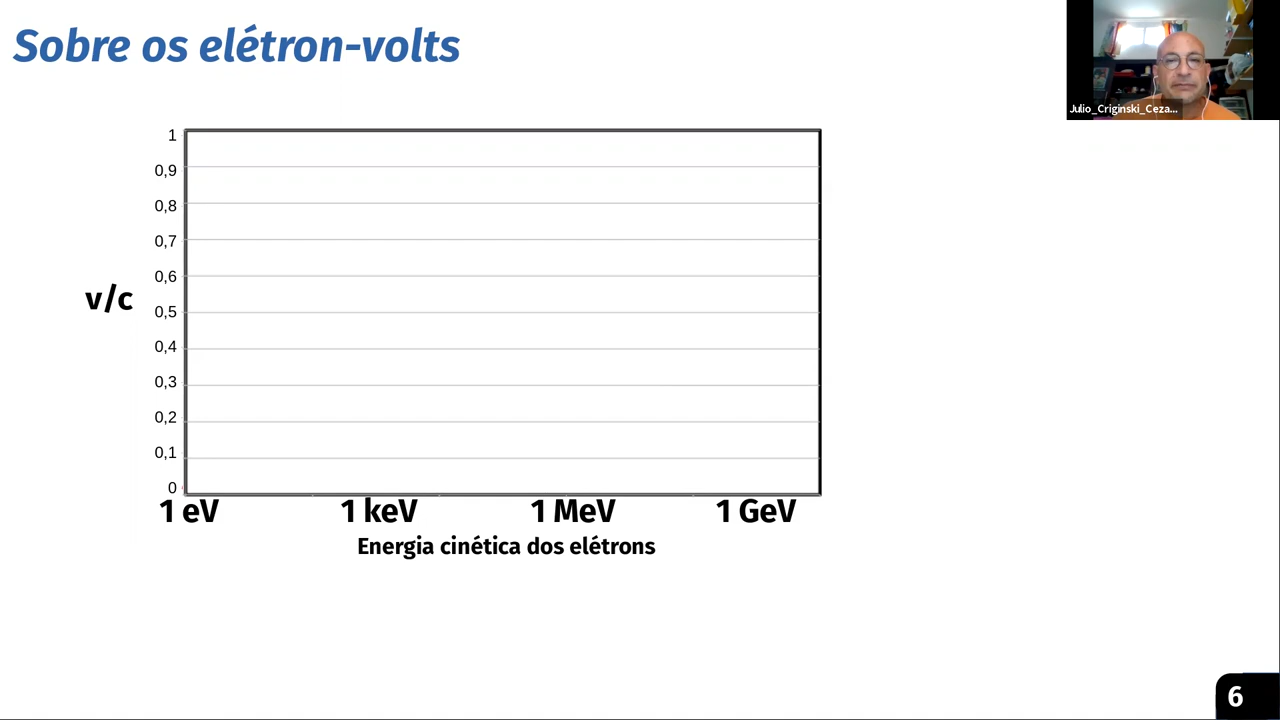 Sobre os elétron-volts
Julio_Criginski_Ceza...
1
0,9
0,8
0,7
0,6
v/c
0,5
0,4
0,3
0,2
0,1
0
1 eV 1 keV 1 MeV 1 GeV
Energia cinética dos elétrons
6